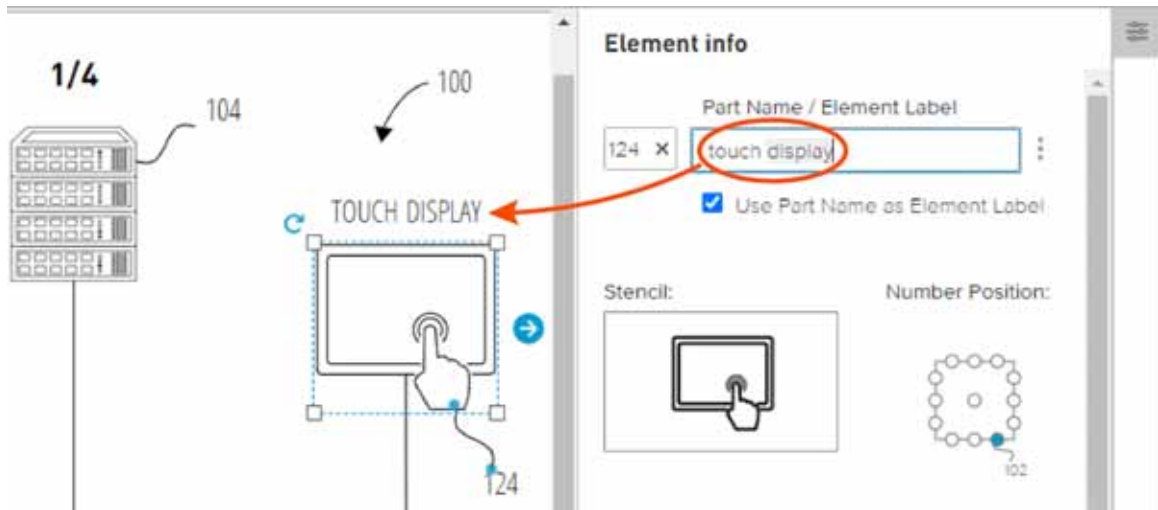 1/4
104
100
TOUCH DISPLAY
124
Element info
Part Name / Element Label
124 × touch display
Use Part Name as Element Label
Stencil:
Number Position:
102